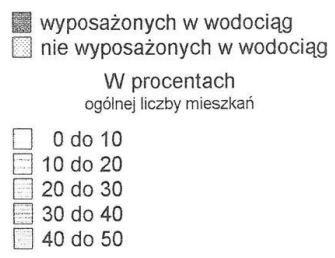 wyposażonych w wodociąg
nie wyposażonych w wodociąg
W procentach
ogólnej liczby mieszkań
0 do 10
10 do 20
20 do 30
30 do 40
40 do 50